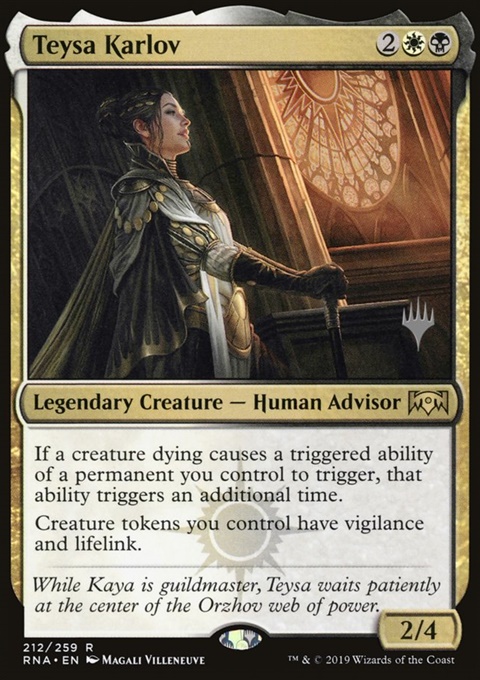 Teysa Karlov 2
Legendary Creature — Human Advisor
If a creature dying causes a triggered ability
of a permanent you control to trigger, that
ability triggers an additional time.
Creature tokens you control have vigilance
and lifelink.
While Kaya is guildmaster, Teysa waits patiently
at the center of the Orzhov web of power.
2/4
212/259 R
RNA • EN Magali Villeneuve
™ & © 2019 Wizards of the Coast